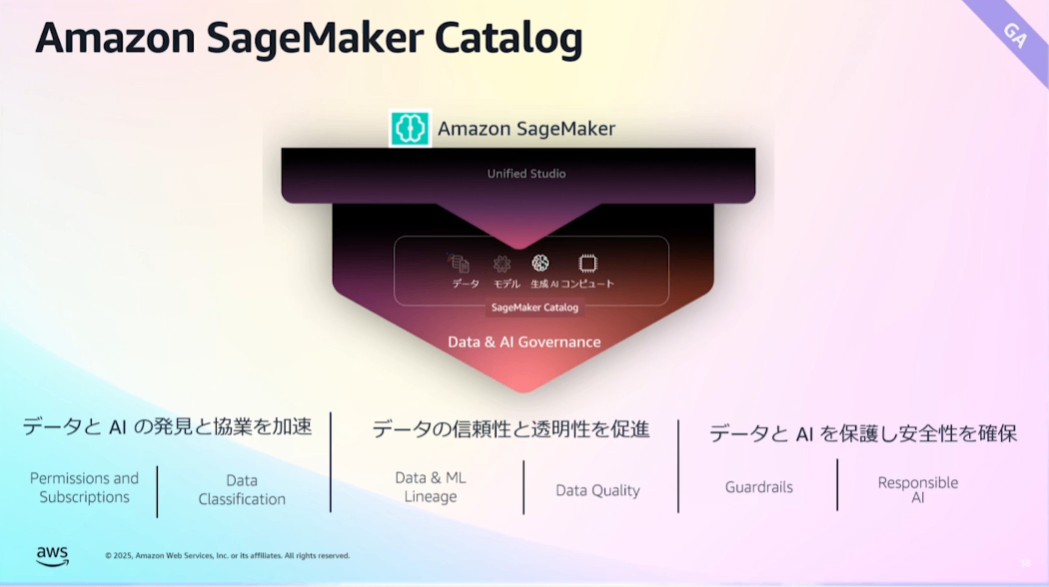 Amazon SageMaker Catalog
GA
Amazon SageMaker
Unified Studio
データ モデル 生成 AI コンピュート
SageMaker Catalog
Data & AI Governance
データと AI の発見と協業を加速
Permissions and
Subscriptions
Data
Classification
データの信頼性と透明性を促進
Data & ML
Lineage
Data Quality
データと AI を保護し安全性を確保
Guardrails
Responsible
AI
aws
© 2025, Amazon Web Services, Inc. or its affiliates. All rights reserved.